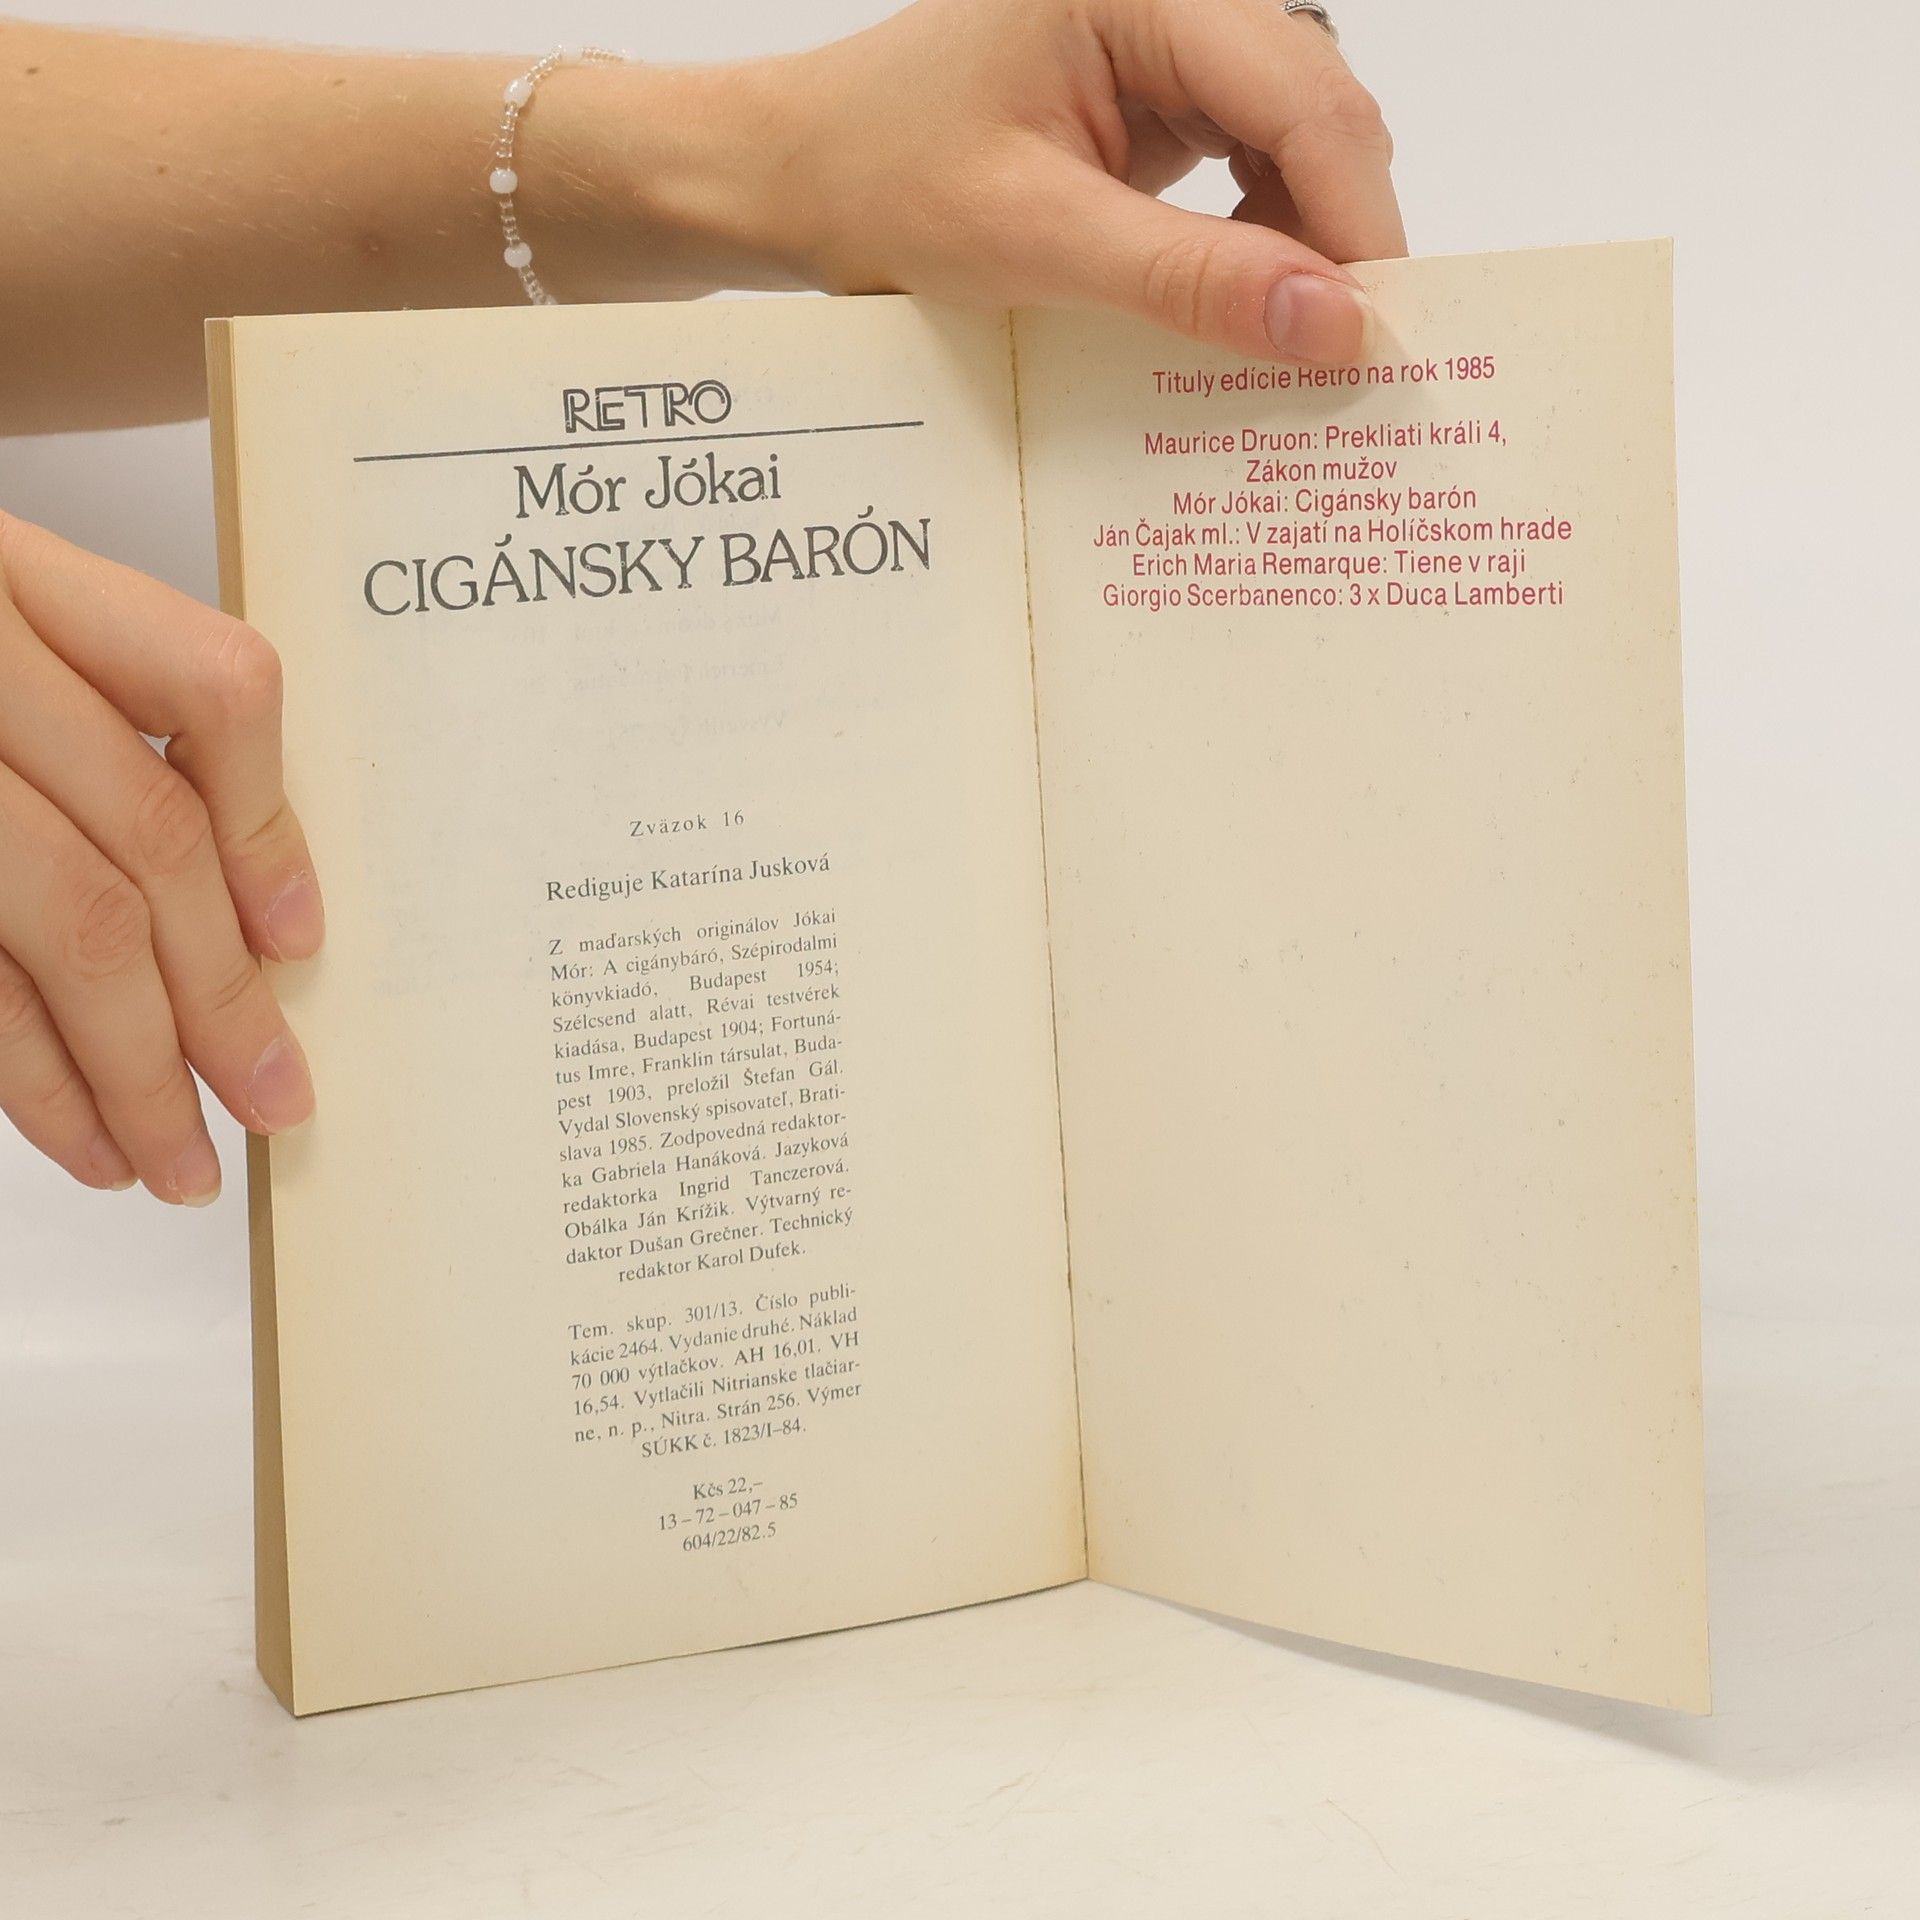 RETRO
Mór Jókai
CIGÁNSKY BARÓN
Zväzok 16
Rediguje Katarína Jusková
Z maďarských originálov Jókai
Mór: A cigánybáró, Szépirodalmi
könyvkiadó, Budapest 1954;
Szélcsend alatt, Révai testvérek
kiadása, Budapest 1904; Fortuná-
tus Imre, Franklin társulat, Buda-
pest 1903, preložil Štefan Gál.
Vydal Slovenský spisovateľ, Brati-
slava 1985. Zodpovedná redaktor-
ka Gabriela Hanáková. Jazyková
redaktorka Ingrid Tanczerová.
Obálka Ján Krížik. Výtvarný re-
daktor Dušan Grečner. Technický
redaktor Karol Dufek.
Tem. skup. 301/13. Číslo publi-
kácie 2464. Vydanie druhé. Náklad
70 000 výtlačkov. AH 16,01. VH
16,54. Vytlačili Nitrianske tlačiar-
ne, n. p., Nitra. Strán 256. Výmer
SÚKK č. 1823/I–84.
Kčs 22,–
13 – 72 – 047 – 85
604/22/82.5
Tituly edície Retro na rok 1985
Maurice Druon: Prekliati králi 4,
Zákon mužov
Mór Jókai: Cigánsky barón
Ján Čajak ml.: V zajatí na Holíčskom hrade
Erich Maria Remarque: Tiene v raji
Giorgio Scerbanenco: 3 x Duca Lamberti